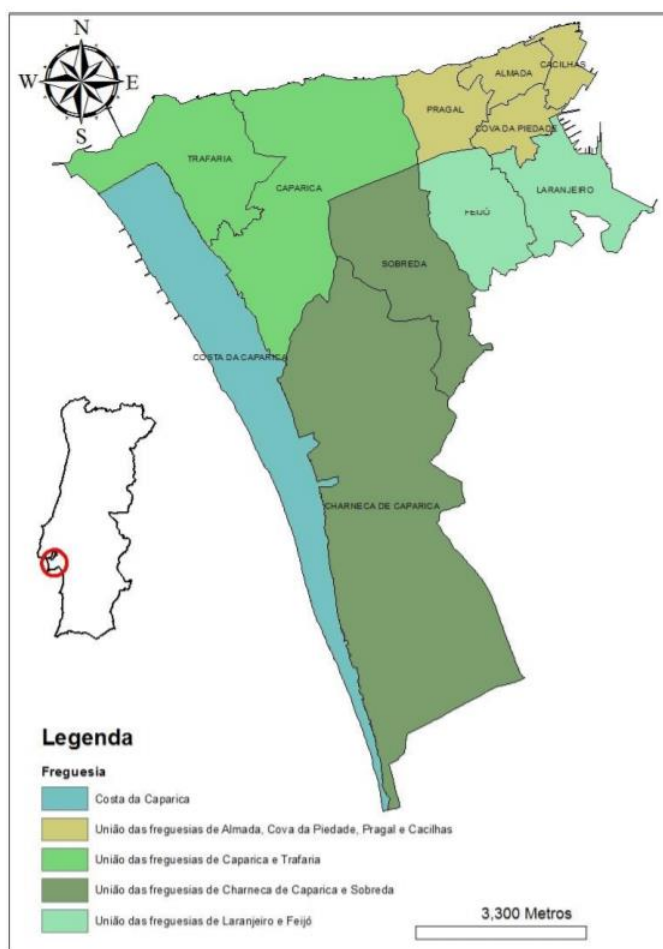 N
W
E
S
CACILHAS
ALMADA
PRAGAL
COVA DA PIEDADE
TRAFARIA
CAPARICA
LARANJEIRO
FEIJÓ
SOBREDA
COSTA DA CAPARICA
CHARNECA DE CAPARICA
Legenda
Freguesia
Costa da Caparica
União das freguesias de Almada, Cova da Piedade, Pragal e Cacilhas
União das freguesias de Caparica e Trafaria
União das freguesias de Charneca de Caparica e Sobreda
União das freguesias de Laranjeiro e Feijó
3,300 Metros